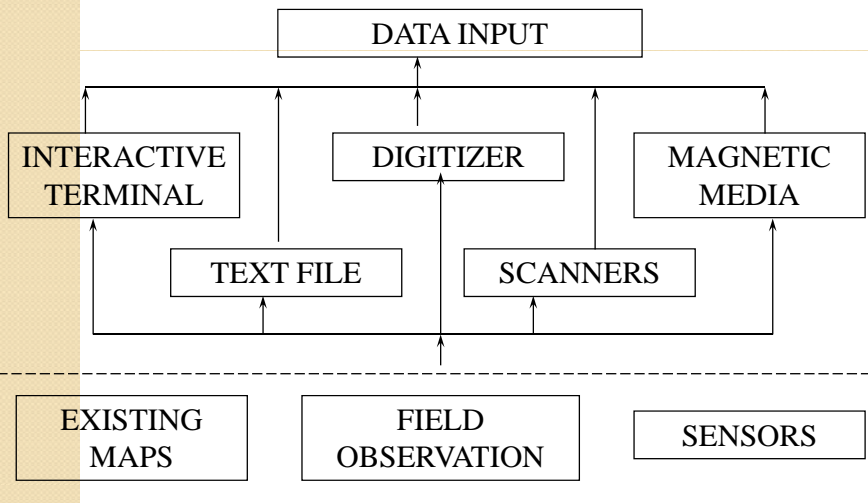 DATA INPUT
INTERACTIVE
TERMINAL
DIGITIZER
MAGNETIC
MEDIA
TEXT FILE
SCANNERS
EXISTING
MAPS
FIELD
OBSERVATION
SENSORS